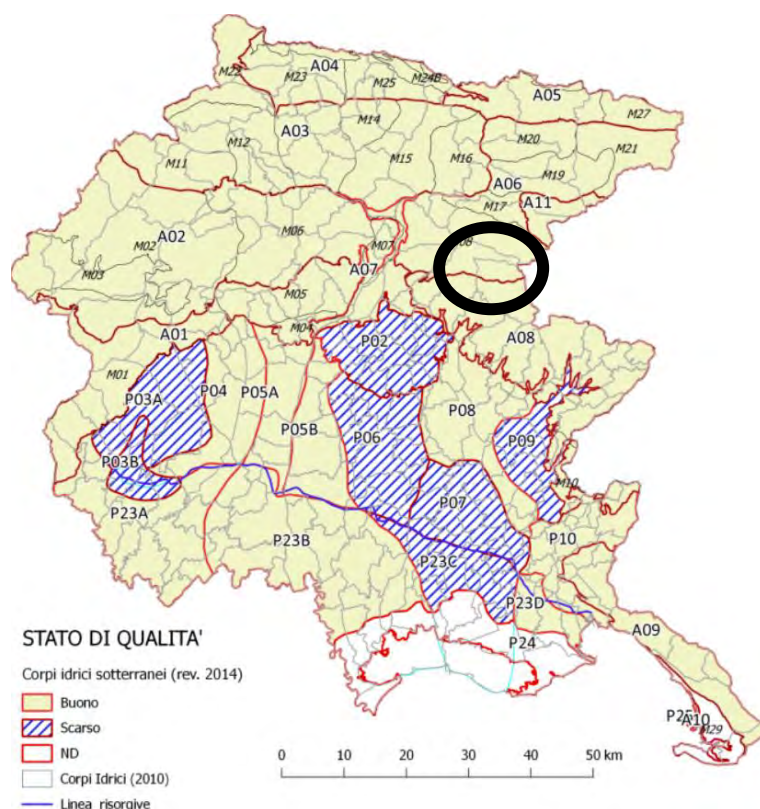 A04
M22
M23
M25
M24B
A05
M27
A03
M14
M12
M11
M15
M16
M20
M21
M19
A06
M17
A11
A02
M02
M03
M06
M07
08
A07
M05
M04
A01
P02
A08
M01
P03A
P04
P05A
P08
P05B
P06
P09
P03B
M10
P07
P23A
P10
P23B
P23C
P23D
P24
A09
P25
A10
M29
STATO DI QUALITA'
Corpi idrici sotterranei (rev. 2014)
Buono
Scarso
ND
Corpi Idrici (2010)
Linea_risorgive
0 10 20 30 40 50 km